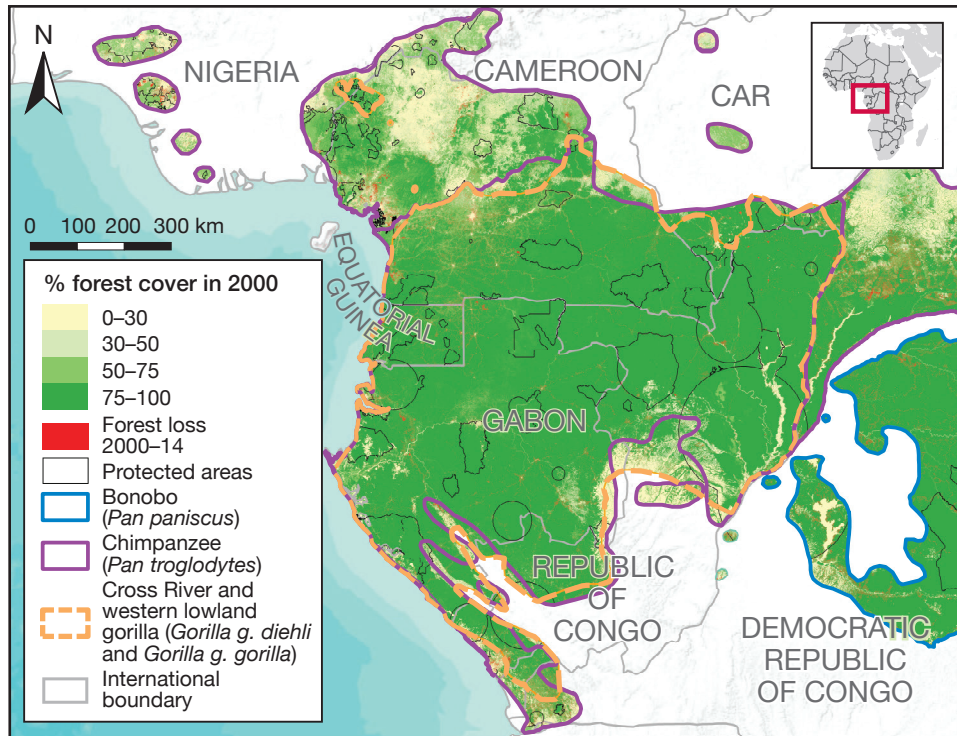 N
NIGERIA
CAMEROON
CAR
0 100 200 300 km
EQUATORIAL
GUINEA
GABON
REPUBLIC
OF
CONGO
DEMOCRATIC
REPUBLIC
OF CONGO
% forest cover in 2000
0–30
30–50
50–75
75–100
Forest loss
2000–14
Protected areas
Bonobo
(Pan paniscus)
Chimpanzee
(Pan troglodytes)
Cross River and
western lowland
gorilla (Gorilla g. diehli
and Gorilla g. gorilla)
International
boundary